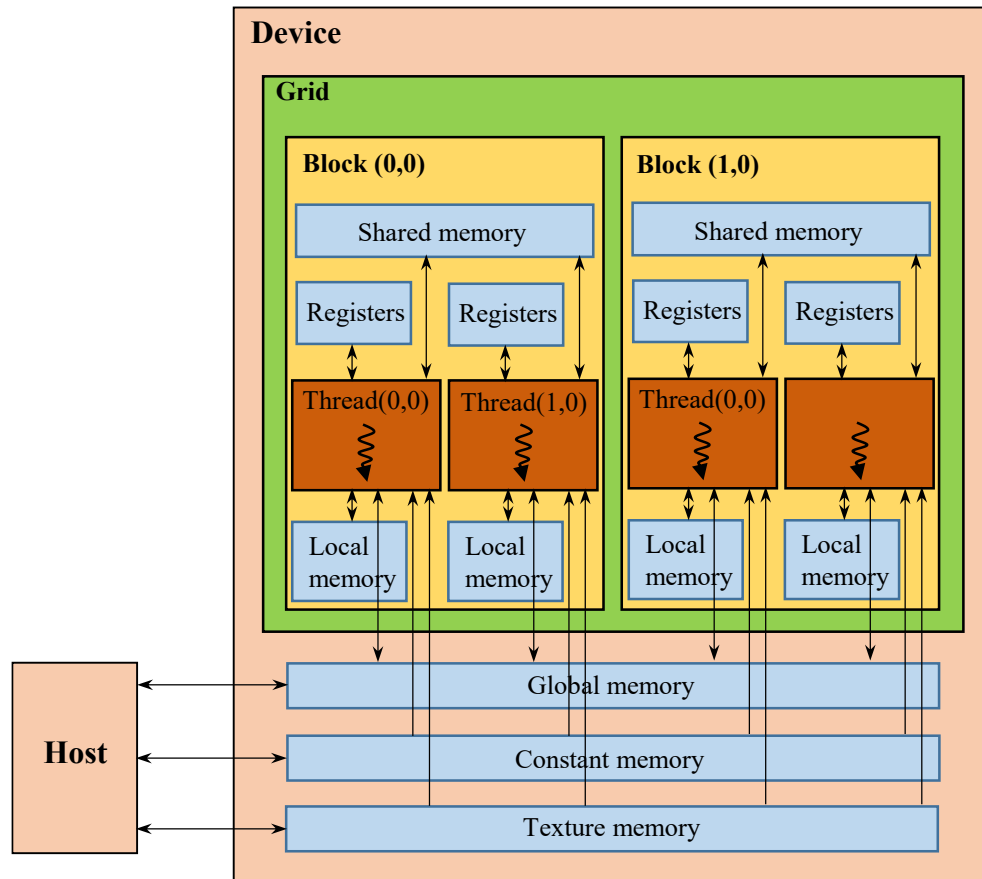 Device
Grid
Block (0,0)
Shared memory
Registers
Registers
Thread(0,0)
Thread(1,0)
Local
memory
Local
memory
Block (1,0)
Shared memory
Registers
Registers
Thread(0,0)
Local
memory
Local
memory
Host
Global memory
Constant memory
Texture memory